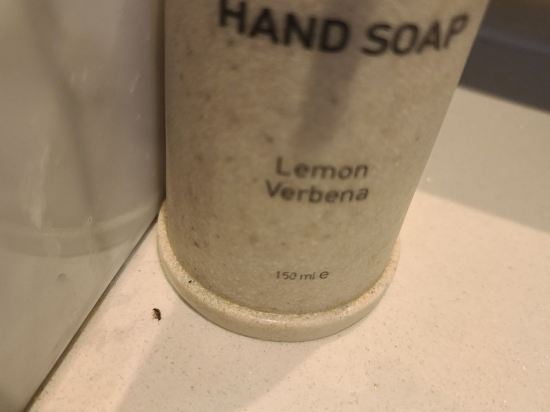 HAND SOAP
Lemon
Verbena
150 ml ℮